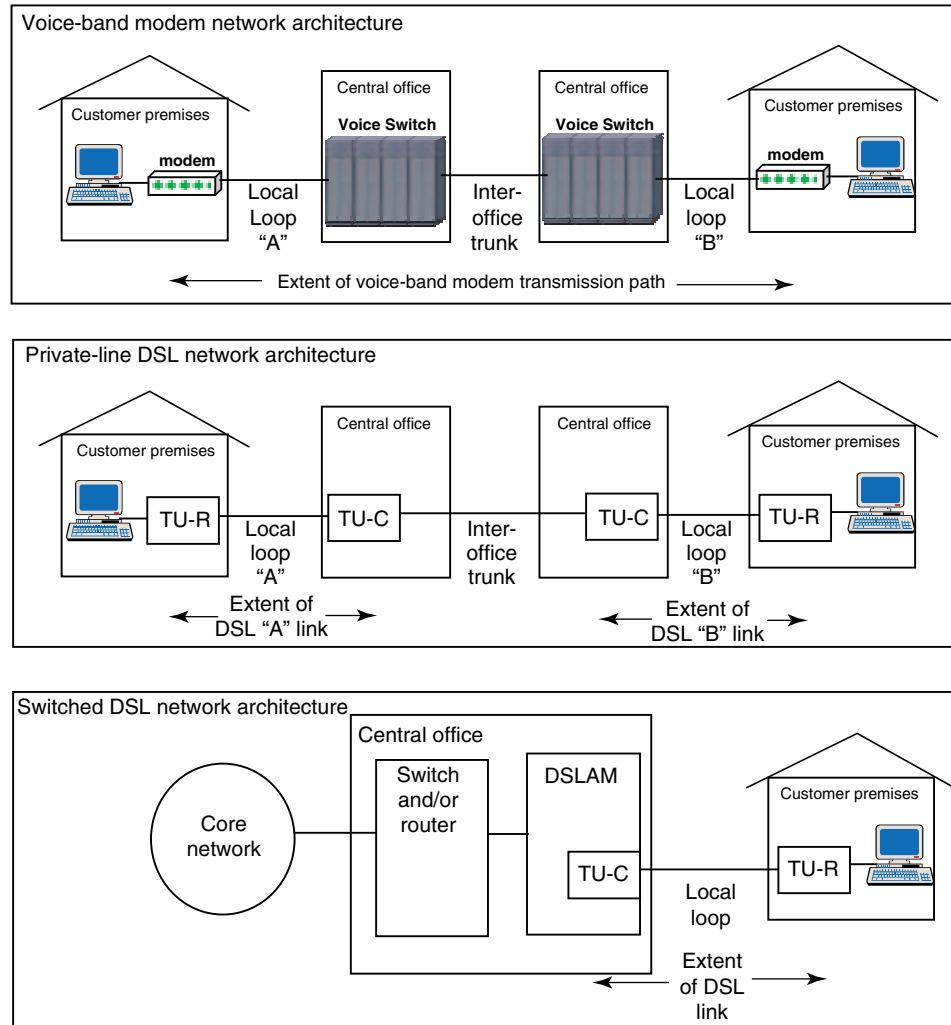 Voice-band modem network architecture
Customer premises
modem
Local
Loop
“A”
Central office
Voice Switch
Inter-
office
trunk
Central office
Voice Switch
Local
loop
“B”
Customer premises
modem
Extent of voice-band modem transmission path
Private-line DSL network architecture
Customer premises
TU-R
Local
loop
“A”
Central office
TU-C
Inter-
office
trunk
Central office
TU-C
Local
loop
“B”
Customer premises
TU-R
Extent of
DSL “A” link
Extent of
DSL “B” link
Switched DSL network architecture
Core
network
Central office
Switch
and/or
router
DSLAM
TU-C
Local
loop
Customer premises
TU-R
Extent
of DSL
link